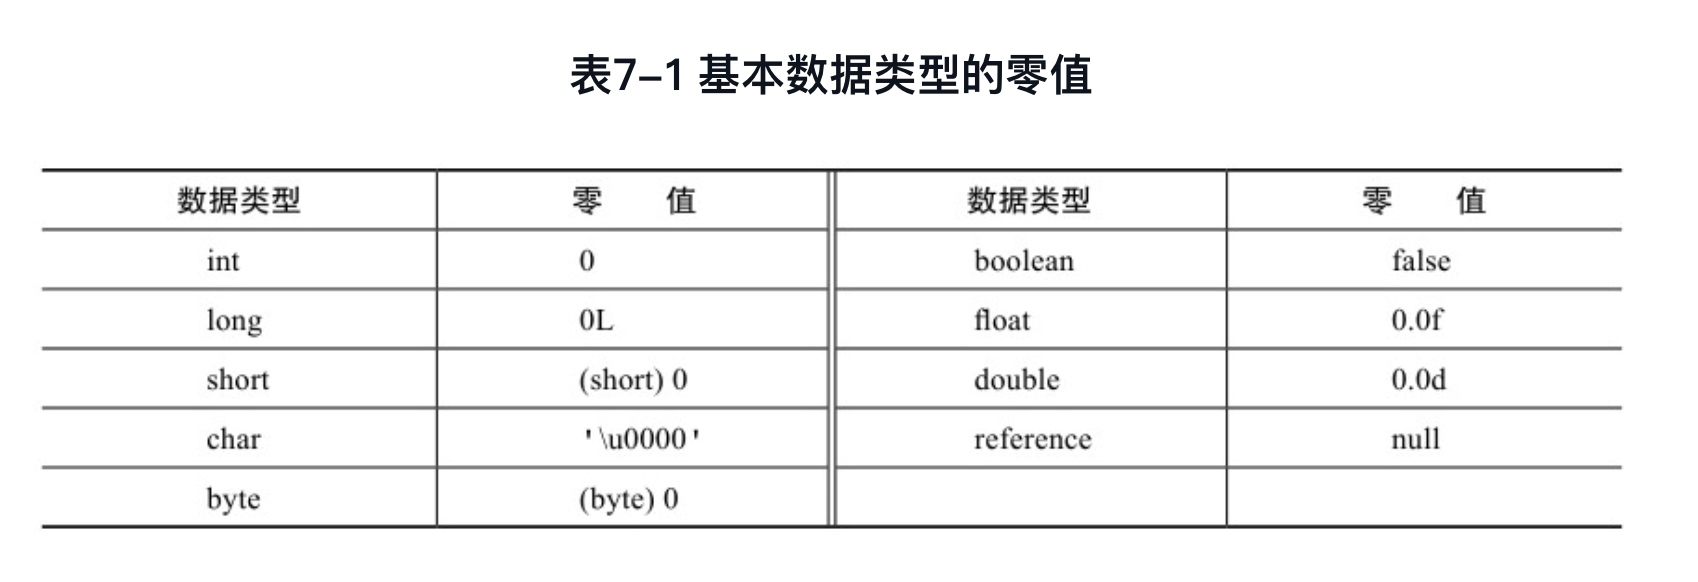 表7–1 基本数据类型的零值
数据类型 零 值 数据类型 零 值
int 0 boolean false
long 0L float 0.0f
short (short) 0 double 0.0d
char '\u0000' reference null
byte (byte) 0